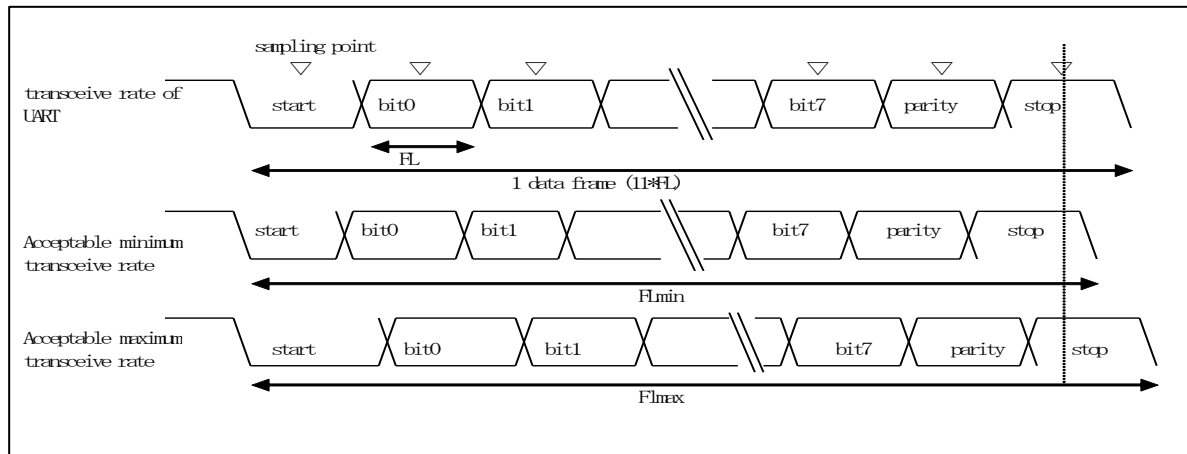 sampling point
transceive rate of
UART
start bit0 bit1 bit7 parity stop
FL
1 data frame (11*FL)
Acceptable minimum
transceive rate
start bit0 bit1 bit7 parity stop
FLmin
Acceptable maximum
transceive rate
start bit0 bit1 bit7 parity stop
Flmax